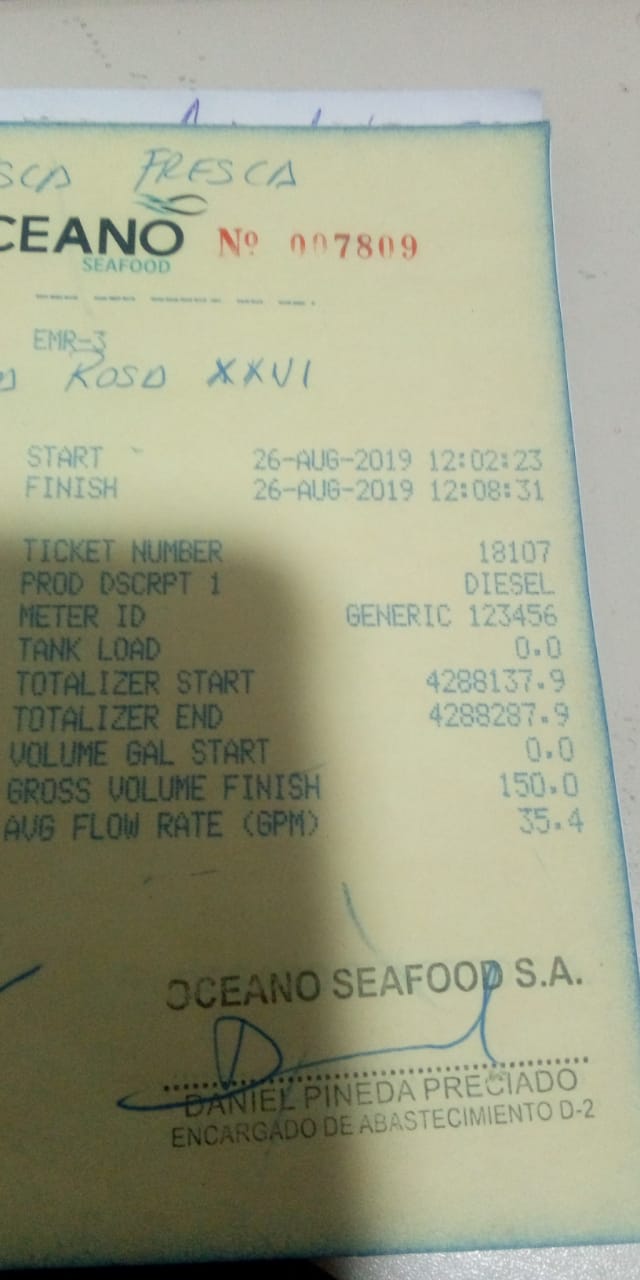 FRESCA
OCEANO
SEAFOOD
Nº 007809
EMR-3
ROSA XXVI
START 26-AUG-2019 12:02:23
FINISH 26-AUG-2019 12:08:31
TICKET NUMBER 18107
PROD DSCRPT 1 DIESEL
METER ID GENERIC 123456
TANK LOAD 0.0
TOTALIZER START 4288137.9
TOTALIZER END 4288287.9
VOLUME GAL START 0.0
GROSS VOLUME FINISH 150.0
AVG FLOW RATE (GPM) 35.4
OCEANO SEAFOOD S.A.
DANIEL PINEDA PRECIADO
ENCARGADO DE ABASTECIMIENTO D-2